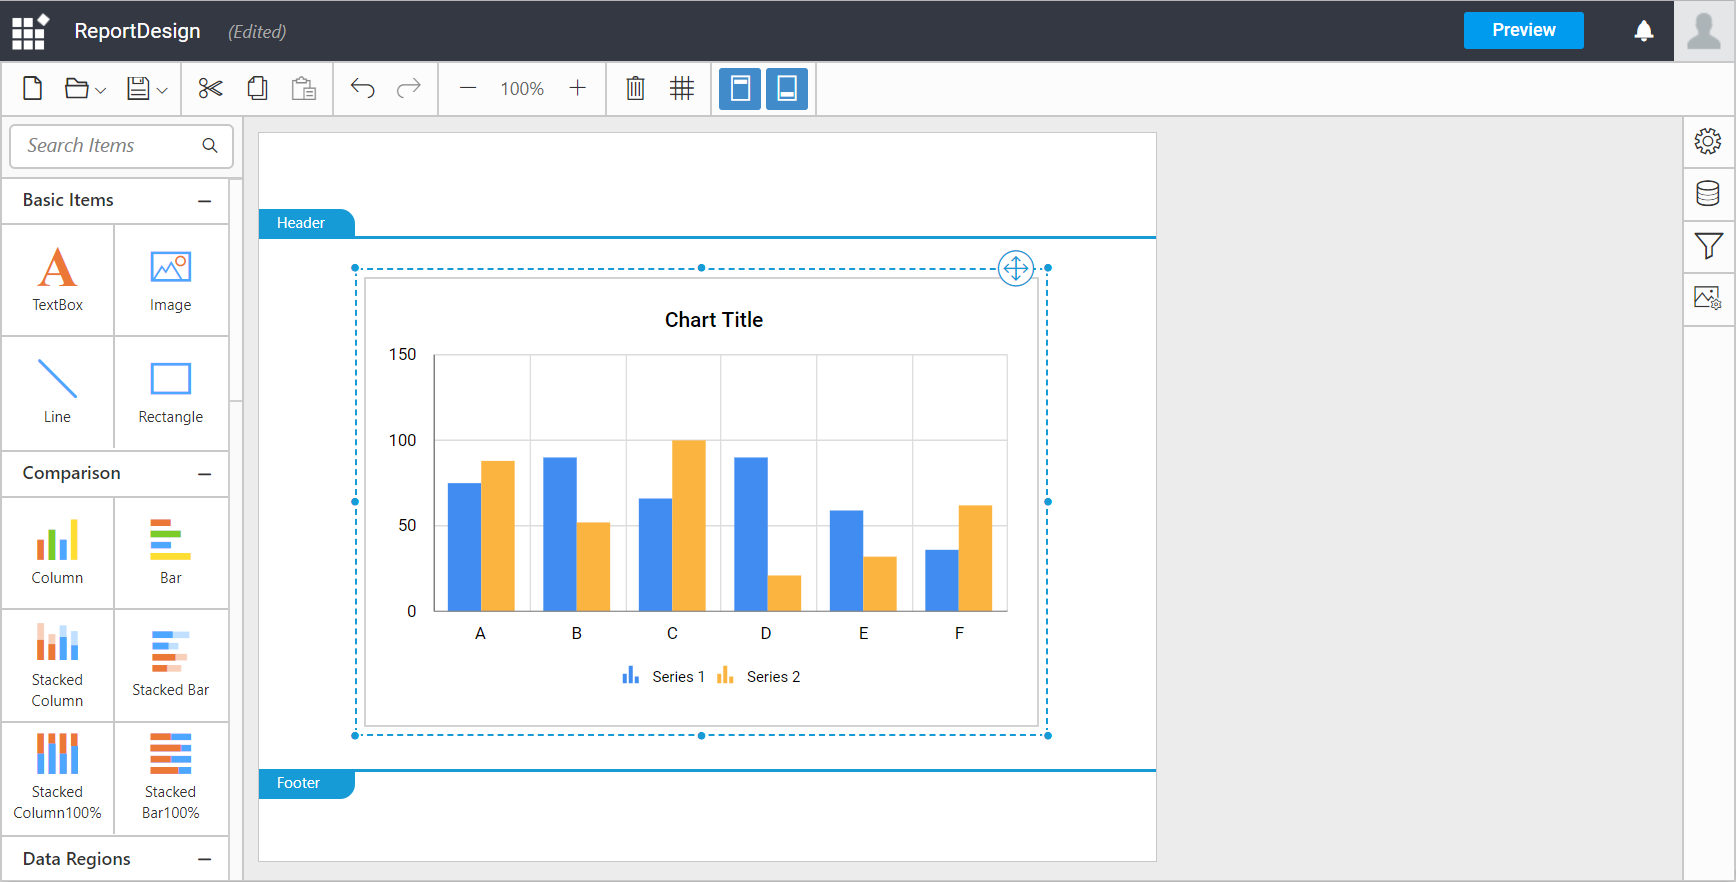 ReportDesign (Edited) Preview
100%
Search Items
Basic Items
TextBox Image
Line Rectangle
Comparison
Column Bar
Stacked
Column
Stacked Bar
Stacked
Column100%
Stacked
Bar100%
Data Regions
Header
Chart Title
150
100
50
0
A B C D E F
Series 1 Series 2
Footer